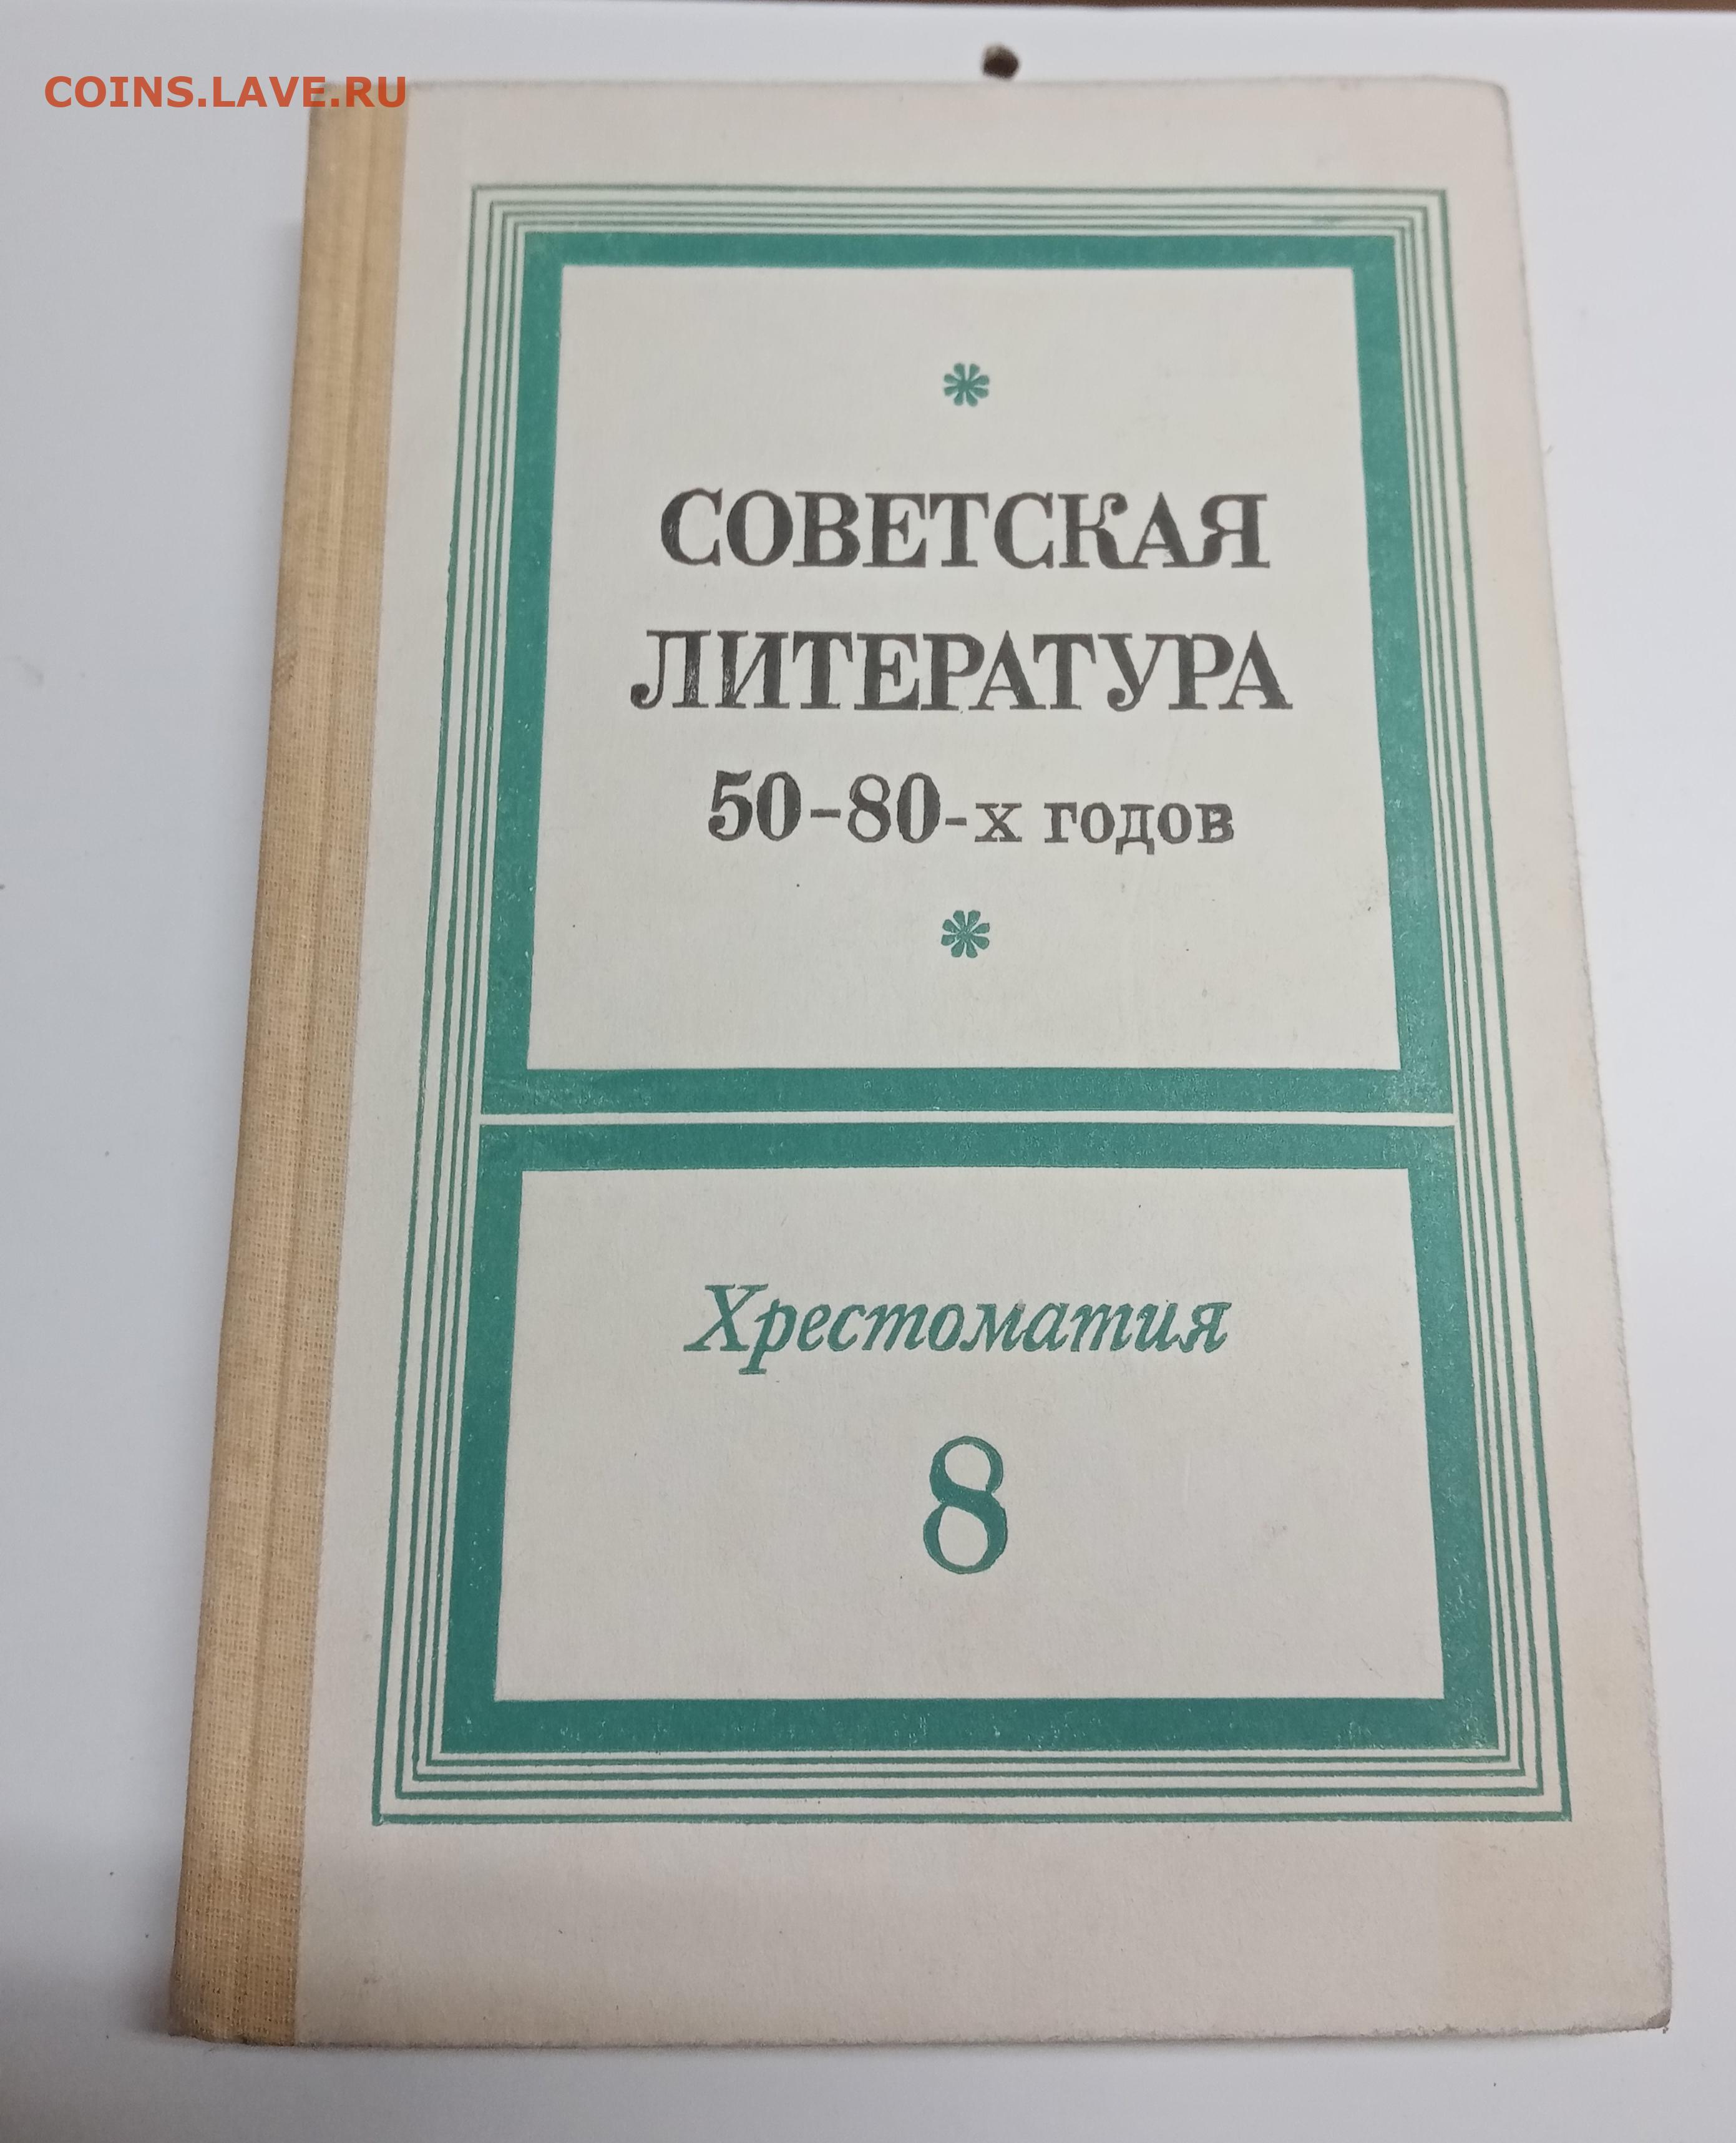 COINS.LAVE.RU
СОВЕТСКАЯ
ЛИТЕРАТУРА
50-80-х годов
Хрестоматия
8